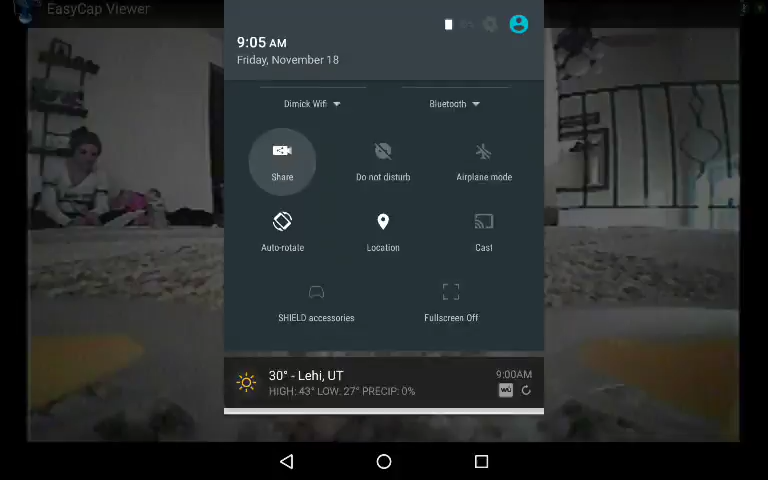 EasyCap Viewer
9:05 AM
Friday, November 18
Dimick Wifi
Bluetooth
Share
Do not disturb
Airplane mode
Auto-rotate
Location
Cast
SHIELD accessories
Fullscreen Off
30° - Lehi, UT
9:00AM
HIGH: 43° LOW: 27° PRECIP: 0%
wu